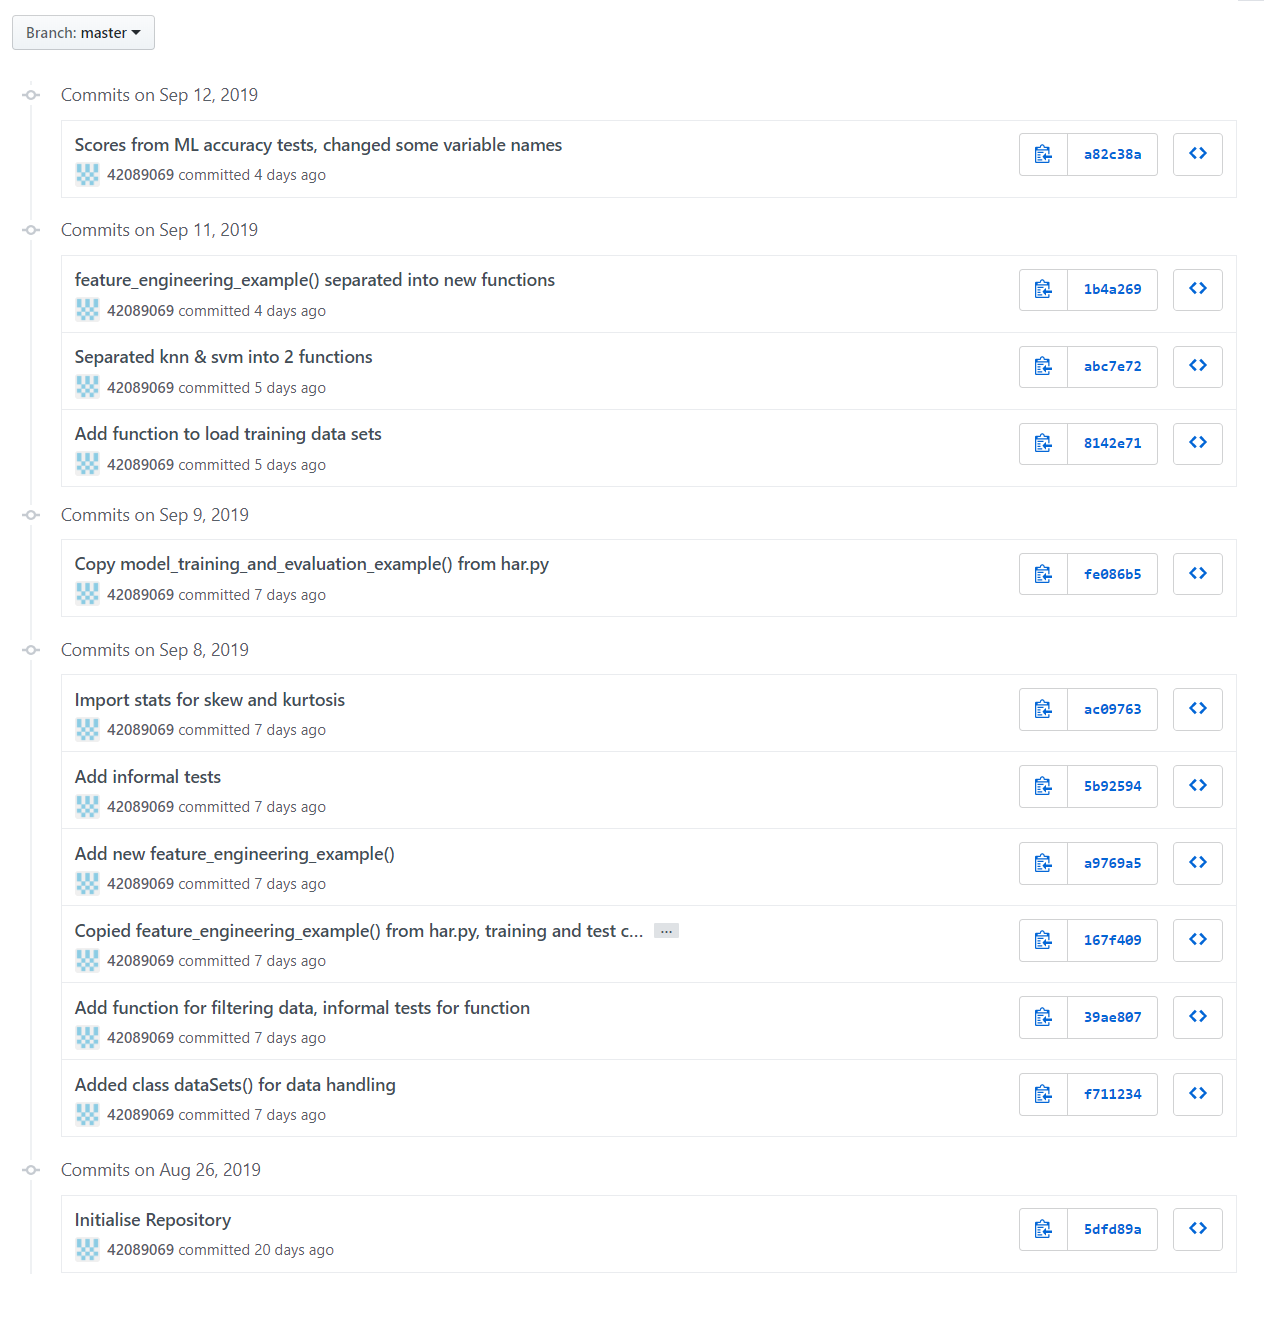 Branch: master
Commits on Sep 12, 2019
Scores from ML accuracy tests, changed some variable names
42089069 committed 4 days ago
a82c38a
Commits on Sep 11, 2019
feature_engineering_example() separated into new functions
42089069 committed 4 days ago
1b4a269
Separated knn & svm into 2 functions
42089069 committed 5 days ago
abc7e72
Add function to load training data sets
42089069 committed 5 days ago
8142e71
Commits on Sep 9, 2019
Copy model_training_and_evaluation_example() from har.py
42089069 committed 7 days ago
fe086b5
Commits on Sep 8, 2019
Import stats for skew and kurtosis
42089069 committed 7 days ago
ac09763
Add informal tests
42089069 committed 7 days ago
5b92594
Add new feature_engineering_example()
42089069 committed 7 days ago
a9769a5
Copied feature_engineering_example() from har.py, training and test c... ...
42089069 committed 7 days ago
167f409
Add function for filtering data, informal tests for function
42089069 committed 7 days ago
39ae807
Added class dataSets() for data handling
42089069 committed 7 days ago
f711234
Commits on Aug 26, 2019
Initialise Repository
42089069 committed 20 days ago
5dfd89a